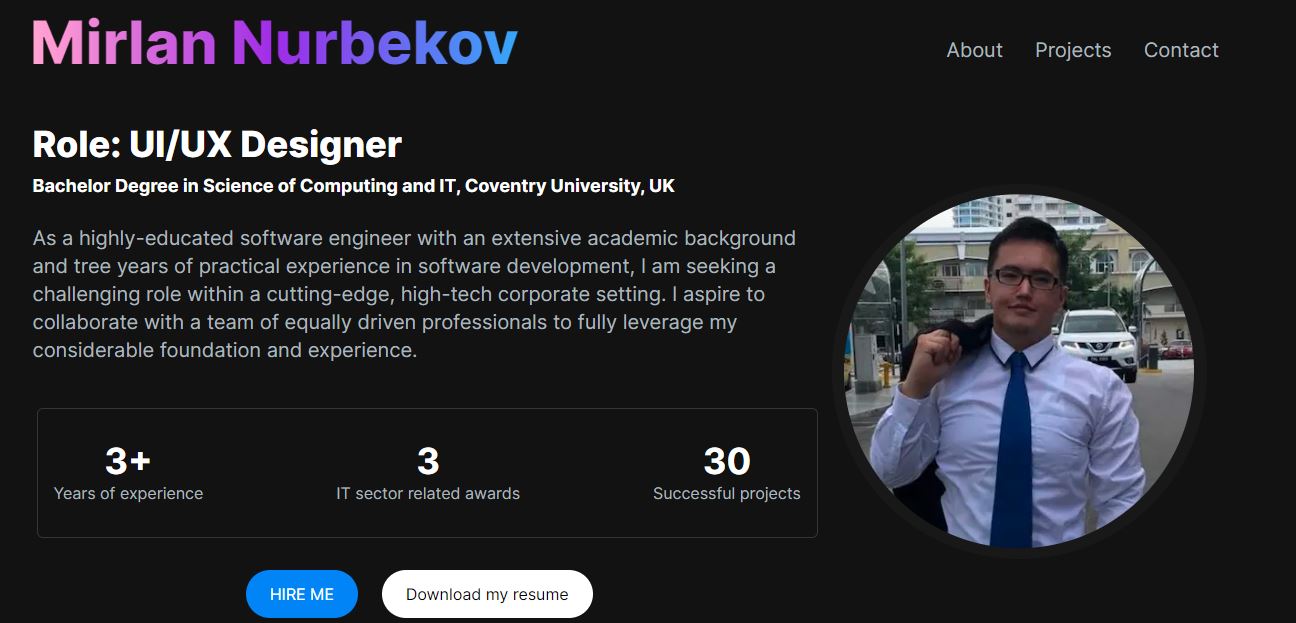 Mirlan Nurbekov
About Projects Contact
Role: UI/UX Designer
Bachelor Degree in Science of Computing and IT, Coventry University, UK
As a highly-educated software engineer with an extensive academic background
and tree years of practical experience in software development, I am seeking a
challenging role within a cutting-edge, high-tech corporate setting. I aspire to
collaborate with a team of equally driven professionals to fully leverage my
considerable foundation and experience.
3+ 3 30
Years of experience IT sector related awards Successful projects
HIRE ME Download my resume